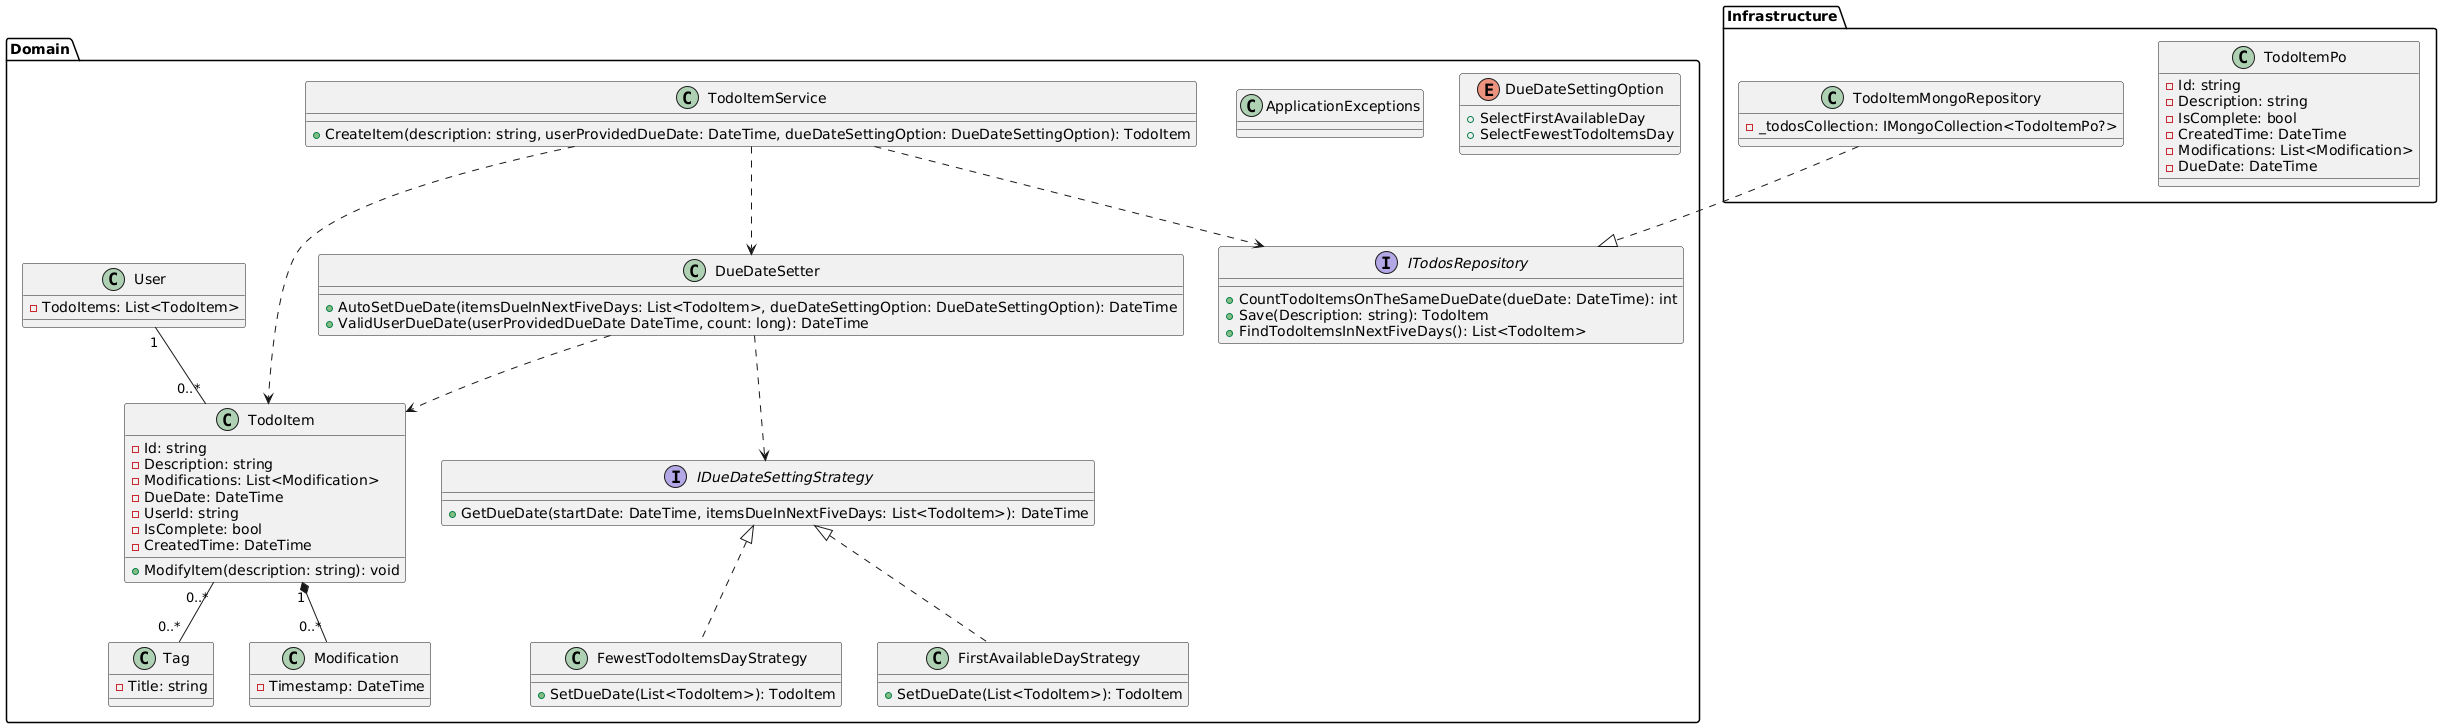 Infrastructure
C TodoItemPo
Id: string
Description: string
IsComplete: bool
CreatedTime: DateTime
Modifications: List<Modification>
DueDate: DateTime
C TodoItemMongoRepository
_todosCollection: IMongoCollection<TodoItemPo?>
Domain
C TodoItemService
CreateItem(description: string, userProvidedDueDate: DateTime, dueDateSettingOption: DueDateSettingOption): TodoItem
C ApplicationExceptions
E DueDateSettingOption
SelectFirstAvailableDay
SelectFewestTodoItemsDay
C User
TodoItems: List<TodoItem>
C DueDateSetter
AutoSetDueDate(itemsDueInNextFiveDays: List<TodoItem>, dueDateSettingOption: DueDateSettingOption): DateTime
ValidUserDueDate(userProvidedDueDate DateTime, count: long): DateTime
I ITodosRepository
CountTodoItemsOnTheSameDueDate(dueDate: DateTime): int
Save(Description: string): TodoItem
FindTodoItemsInNextFiveDays(): List<TodoItem>
1
0..*
C TodoItem
Id: string
Description: string
Modifications: List<Modification>
DueDate: DateTime
UserId: string
IsComplete: bool
CreatedTime: DateTime
ModifyItem(description: string): void
I IDueDateSettingStrategy
GetDueDate(startDate: DateTime, itemsDueInNextFiveDays: List<TodoItem>): DateTime
0..*
1
0..*
0..*
C Tag
Title: string
C Modification
Timestamp: DateTime
C FewestTodoItemsDayStrategy
SetDueDate(List<TodoItem>): TodoItem
C FirstAvailableDayStrategy
SetDueDate(List<TodoItem>): TodoItem